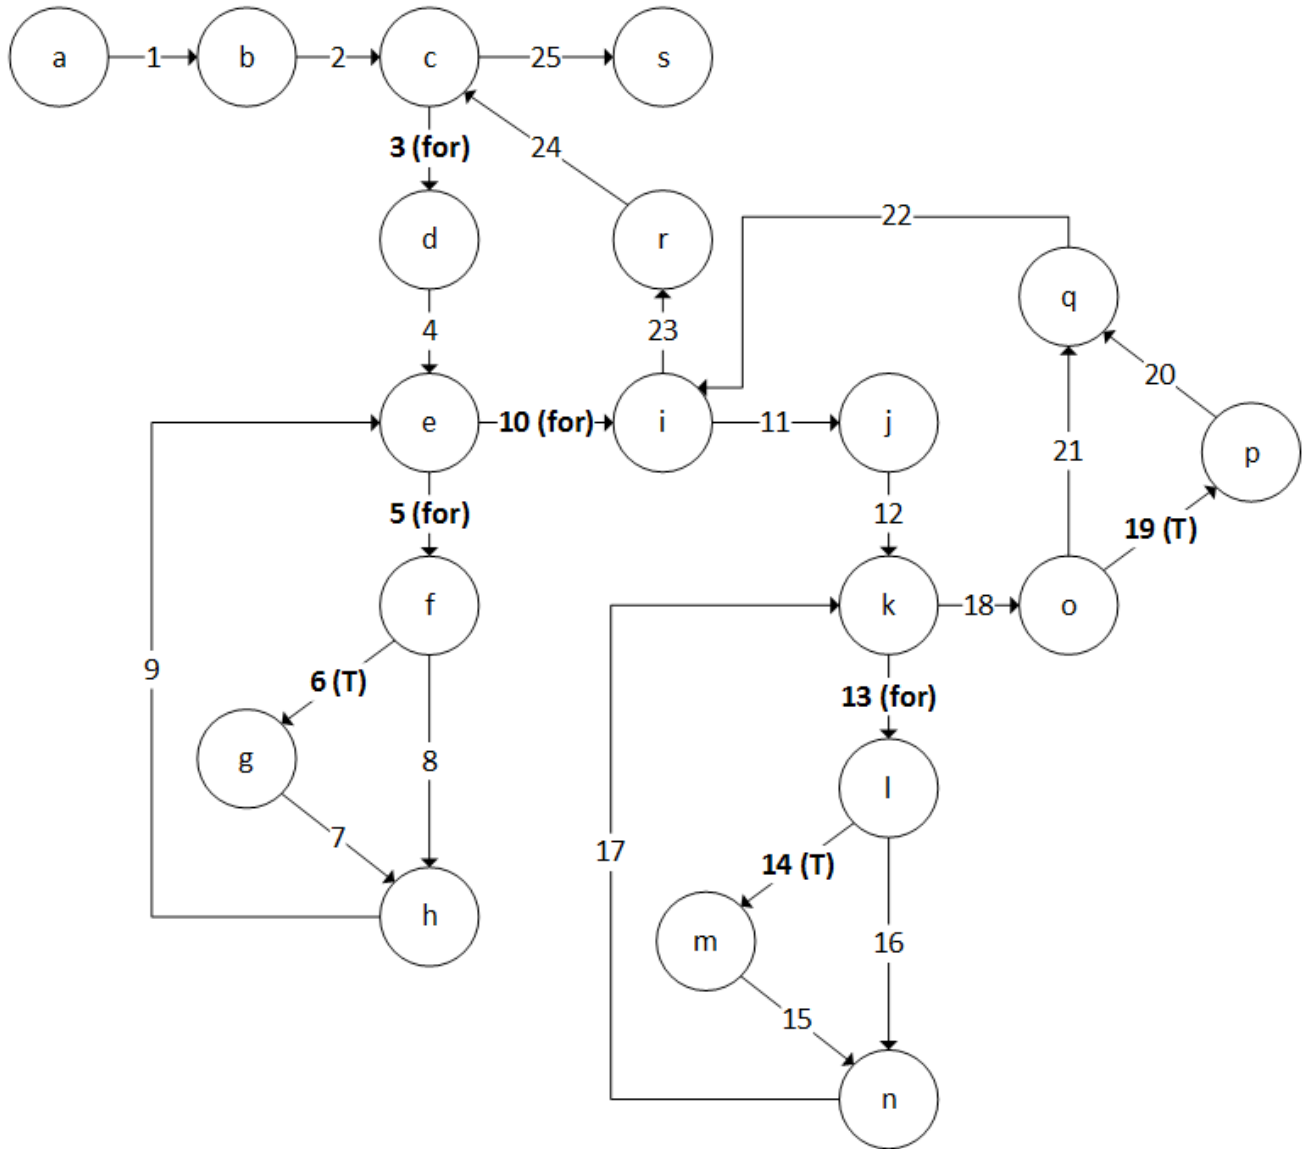 a 1 b 2 c 25 s
3 (for) 24
d r 22
q
4 23
20
e 10 (for) i 11 j
21 p
5 (for) 12
19 (T)
f k 18 o
9 6 (T) 13 (for)
g 8 l
7 17 14 (T)
h m 16
15
n